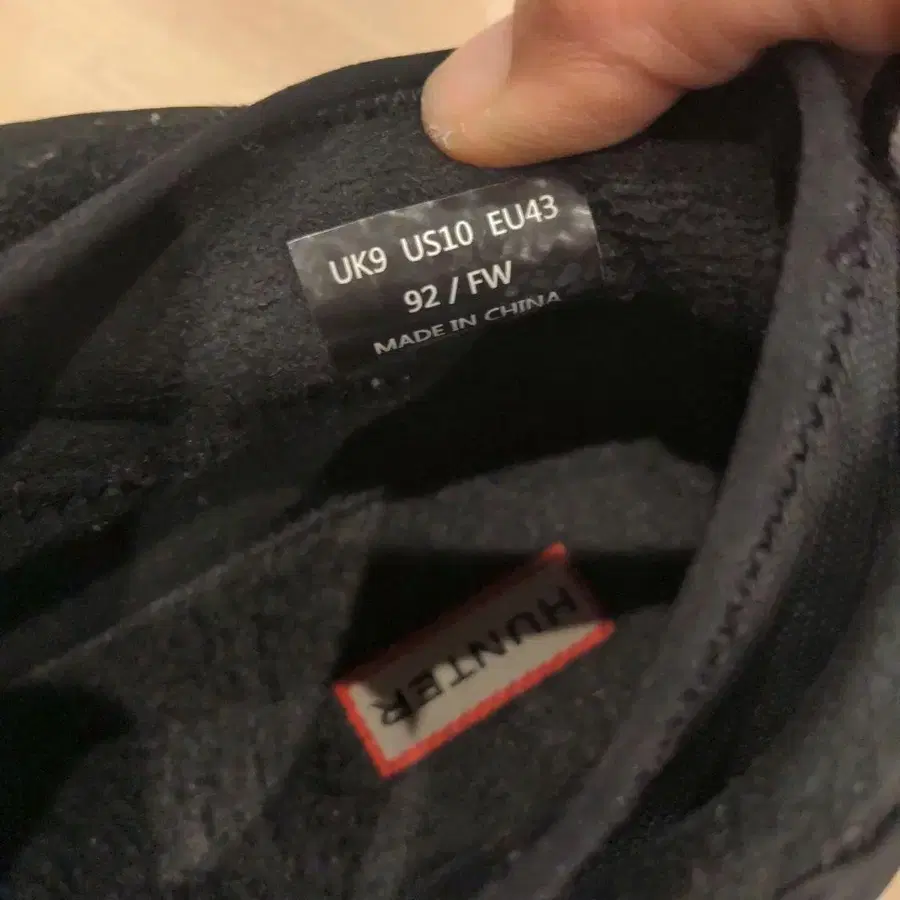 UK9 US10 EU43
92 / FW
MADE IN CHINA
HUNTER